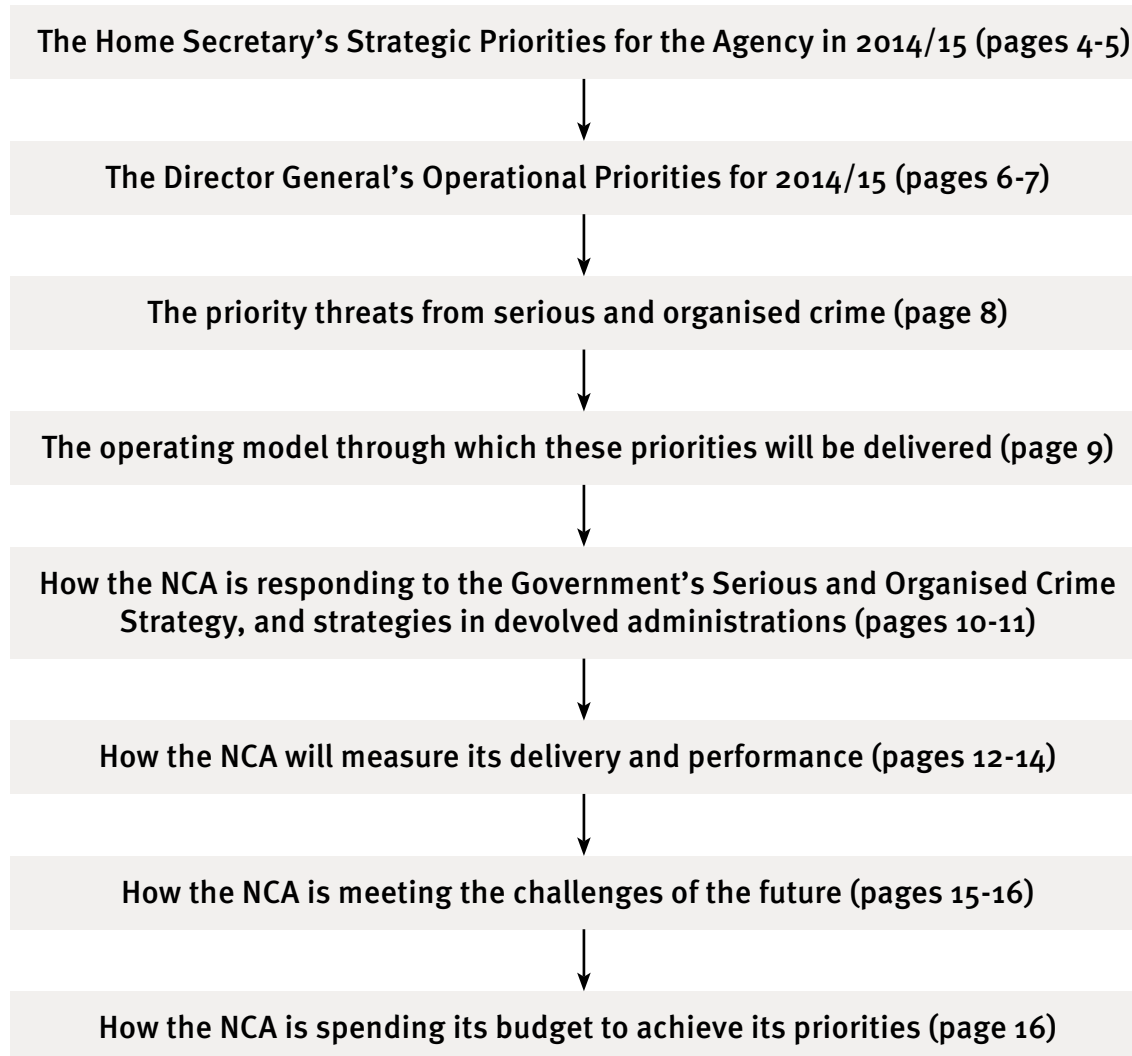 The Home Secretary’s Strategic Priorities for the Agency in 2014/15 (pages 4-5)
The Director General’s Operational Priorities for 2014/15 (pages 6-7)
The priority threats from serious and organised crime (page 8)
The operating model through which these priorities will be delivered (page 9)
How the NCA is responding to the Government’s Serious and Organised Crime
Strategy, and strategies in devolved administrations (pages 10-11)
How the NCA will measure its delivery and performance (pages 12-14)
How the NCA is meeting the challenges of the future (pages 15-16)
How the NCA is spending its budget to achieve its priorities (page 16)